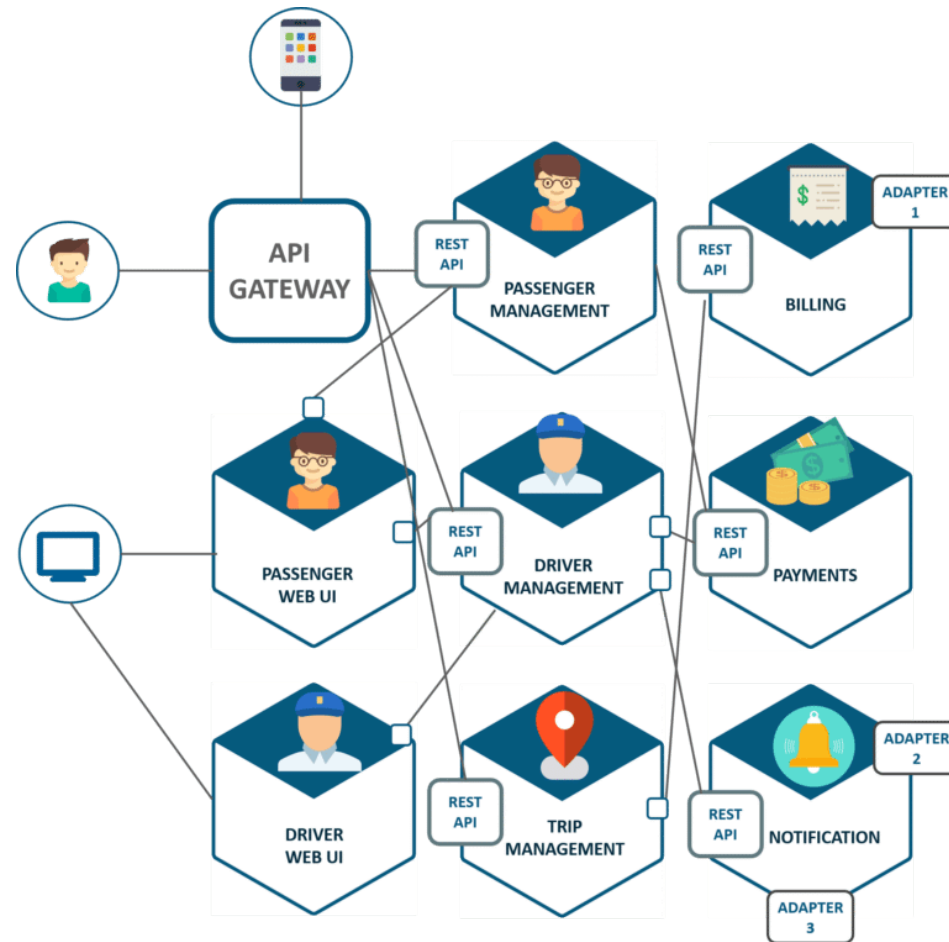 API
GATEWAY
REST
API
PASSENGER
MANAGEMENT
REST
API
BILLING
ADAPTER
1
PASSENGER
WEB UI
REST
API
DRIVER
MANAGEMENT
REST
API
PAYMENTS
DRIVER
WEB UI
REST
API
TRIP
MANAGEMENT
REST
API
NOTIFICATION
ADAPTER
2
ADAPTER
3